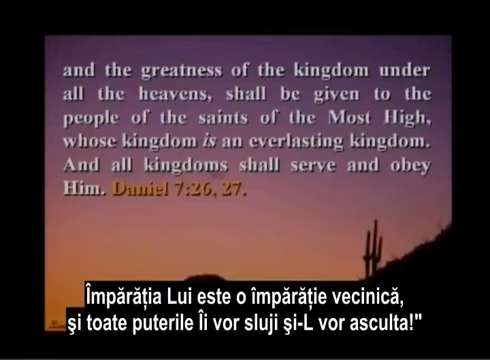 and the greatness of the kingdom under
all the heavens, shall be given to the
people of the saints of the Most High,
whose kingdom is an everlasting kingdom.
And all kingdoms shall serve and obey
Him. Daniel 7:26, 27.
Împărăția Lui este o împărăție vecinică,
și toate puterile Îi vor sluji și-L vor asculta!"